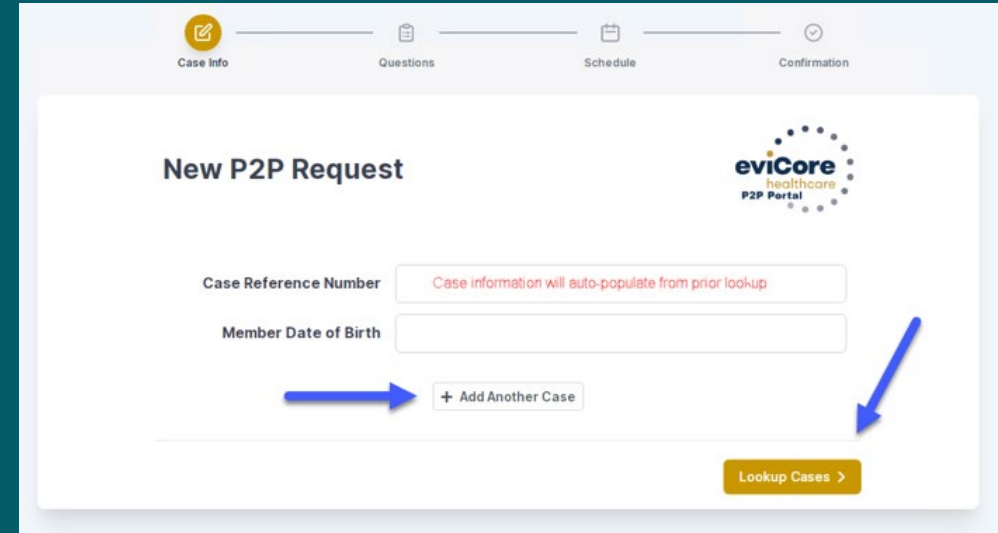 Case Info
Questions
Schedule
Confirmation
New P2P Request
eviCore
healthcare
P2P Portal
Case Reference Number
Case information will auto-populate from prior lookup
Member Date of Birth
+ Add Another Case
Lookup Cases >